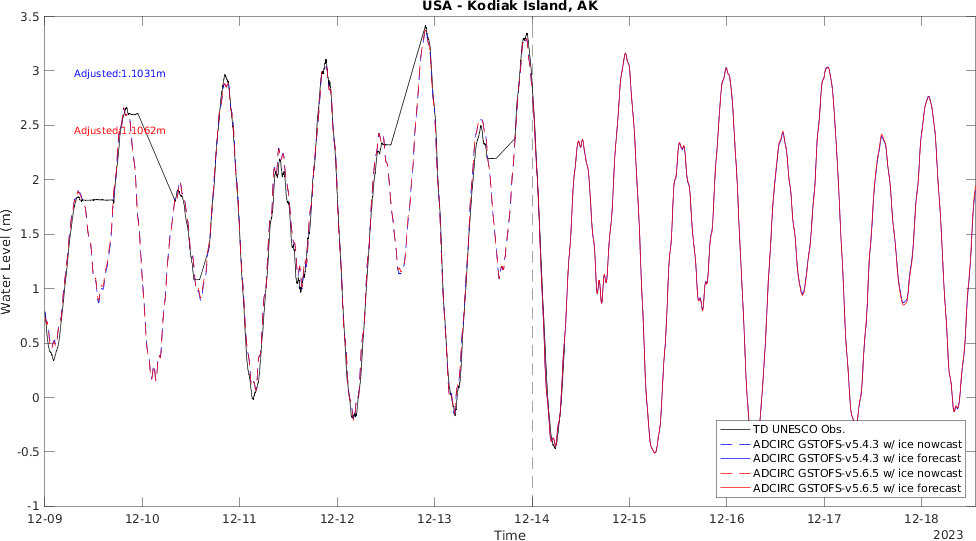 USA - Kodiak Island, AK
3.5
3
2.5
2
1.5
1
0.5
0
-0.5
-1
Water Level (m)
Adjusted:1.1031m
Adjusted:1.1062m
TD UNESCO Obs.
ADCIRC GSTOFS-v5.4.3 w/ ice nowcast
ADCIRC GSTOFS-v5.4.3 w/ ice forecast
ADCIRC GSTOFS-v5.6.5 w/ ice nowcast
ADCIRC GSTOFS-v5.6.5 w/ ice forecast
12-09 12-10 12-11 12-12 12-13 12-14 12-15 12-16 12-17 12-18
Time
2023